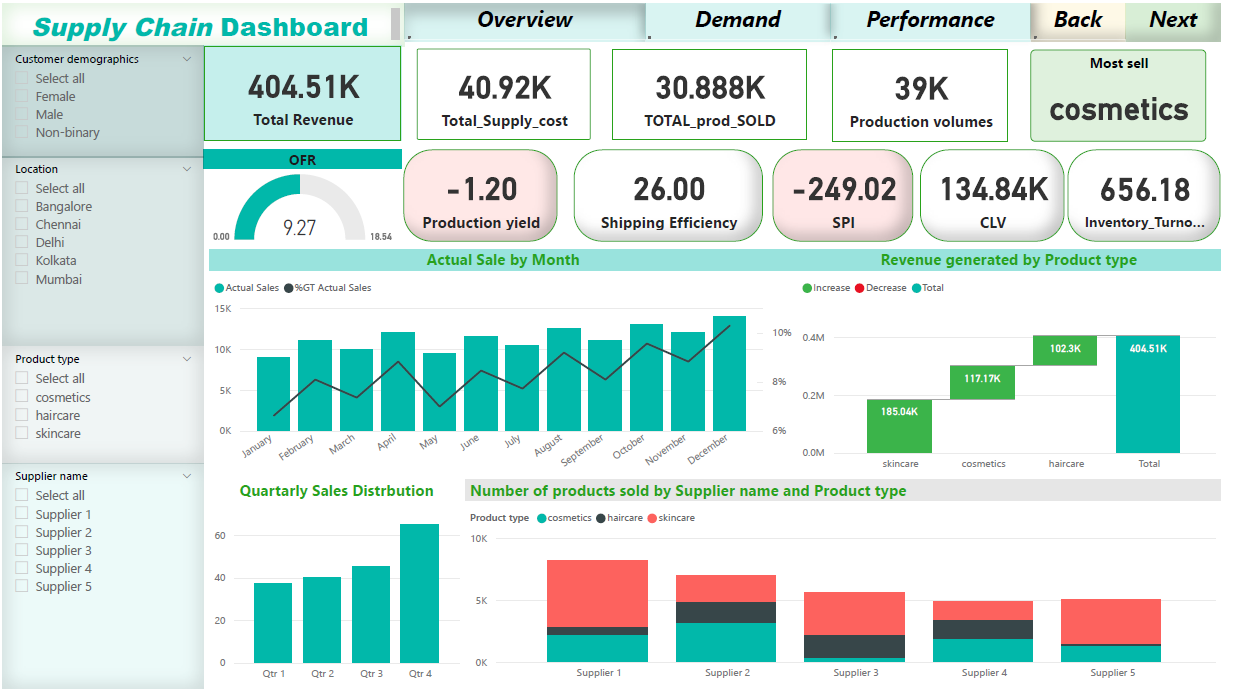 Supply Chain Dashboard
Overview
Demand
Performance
Back
Next
Customer demographics
Select all
Female
Male
Non-binary
Location
Select all
Bangalore
Chennai
Delhi
Kolkata
Mumbai
Product type
Select all
cosmetics
haircare
skincare
Supplier name
Select all
Supplier 1
Supplier 2
Supplier 3
Supplier 4
Supplier 5
404.51K
Total Revenue
40.92K
Total_Supply_cost
30.888K
TOTAL_prod_SOLD
39K
Production volumes
Most sell
cosmetics
OFR
9.27
0.00
18.54
-1.20
Production yield
26.00
Shipping Efficiency
-249.02
SPI
134.84K
CLV
656.18
Inventory_Turno...
Actual Sale by Month
Actual Sales %GT Actual Sales
15K
10K
5K
0K
10%
8%
6%
January February March April May June July August September October November December
Revenue generated by Product type
Increase Decrease Total
0.4M
0.2M
0.0M
185.04K
117.17K
102.3K
404.51K
skincare cosmetics haircare Total
Quartarly Sales Distrbution
60
40
20
0
Qtr 1 Qtr 2 Qtr 3 Qtr 4
Number of products sold by Supplier name and Product type
Product type cosmetics haircare skincare
10K
5K
0K
Supplier 1 Supplier 2 Supplier 3 Supplier 4 Supplier 5